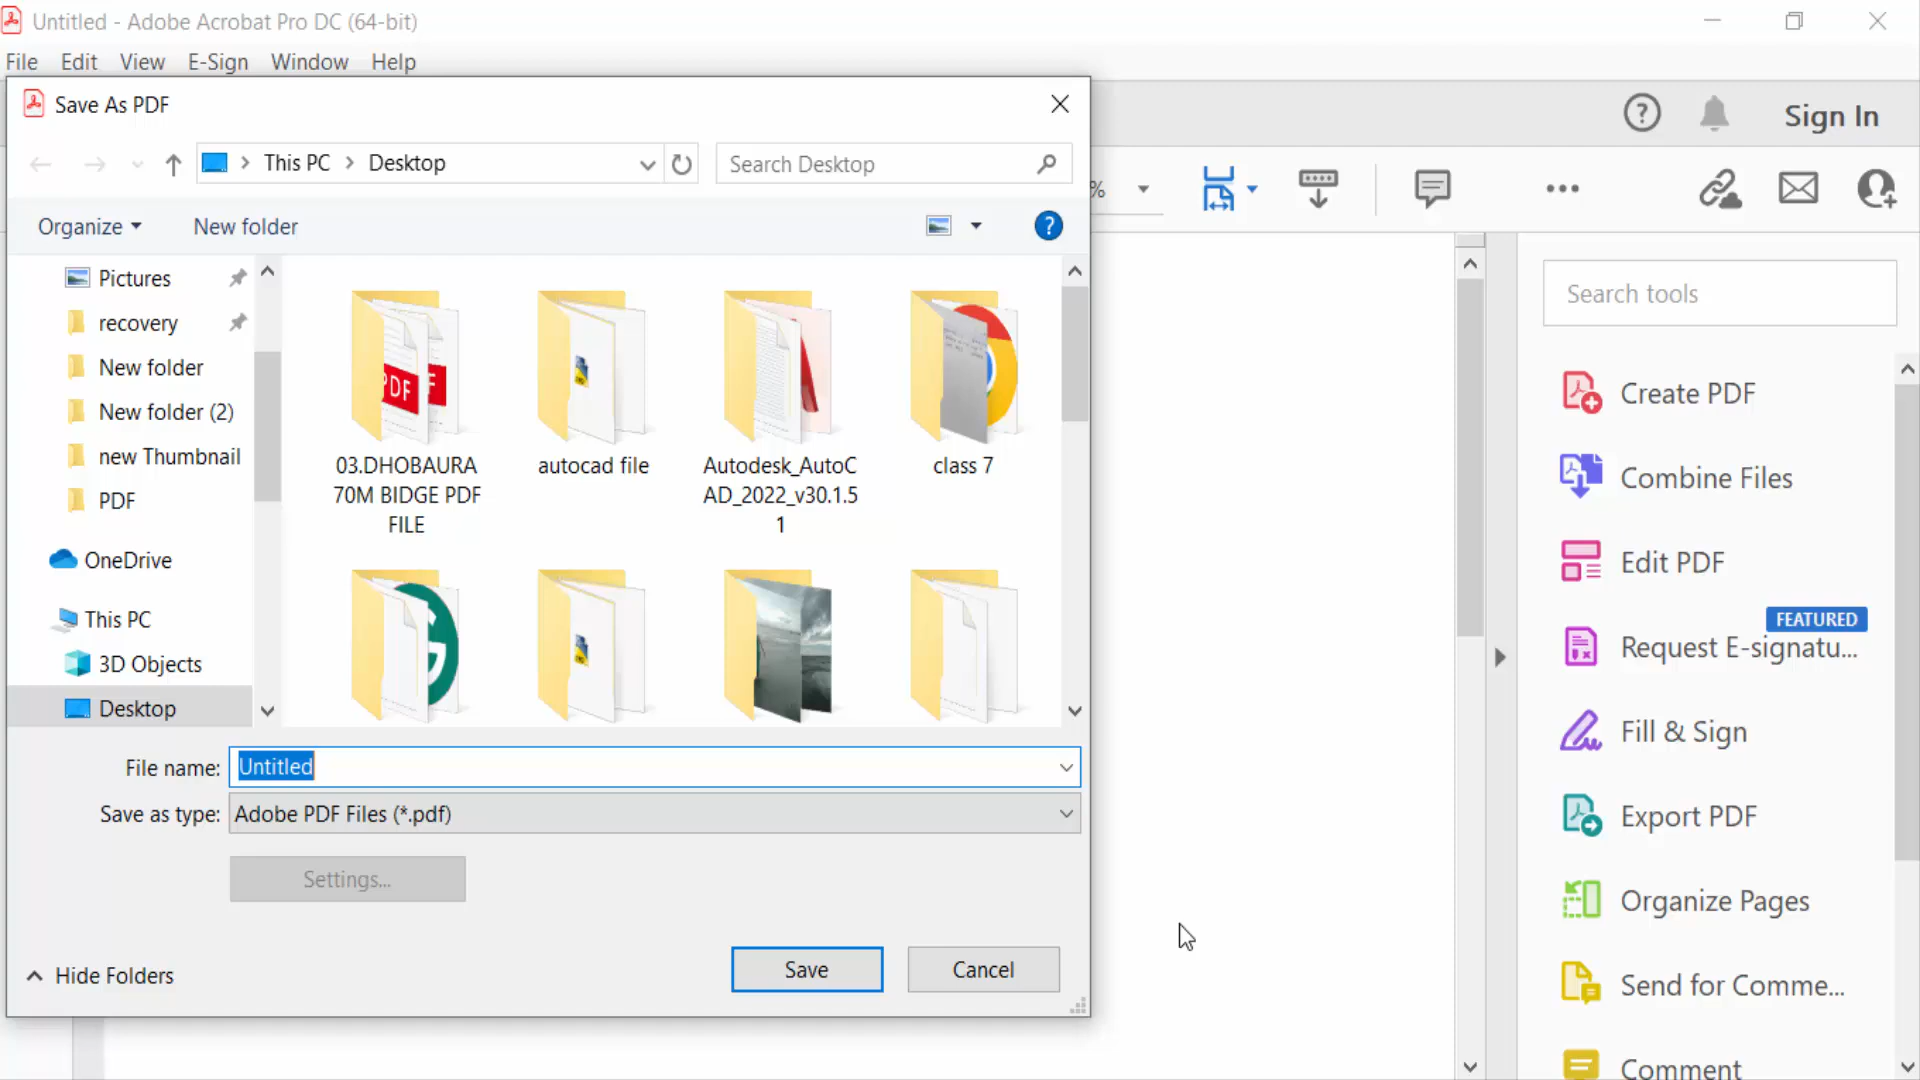 Untitled - Adobe Acrobat Pro DC (64-bit)
File Edit View E-Sign Window Help
Save As PDF
Sign In
This PC > Desktop
Search Desktop
%
Organize
New folder
Search tools
Pictures
recovery
New folder
New folder (2)
new Thumbnail
PDF
OneDrive
This PC
3D Objects
Desktop
PDF
F
03.DHOBAURA
70M BIDGE PDF
FILE
autocad file
Autodesk_AutoC
AD_2022_v30.1.5
1
class 7
Create PDF
Combine Files
Edit PDF
FEATURED
Request E-signatu...
Fill & Sign
Export PDF
Organize Pages
Send for Comme...
Comment
File name: Untitled
Save as type: Adobe PDF Files (*.pdf)
Settings...
Hide Folders
Save
Cancel